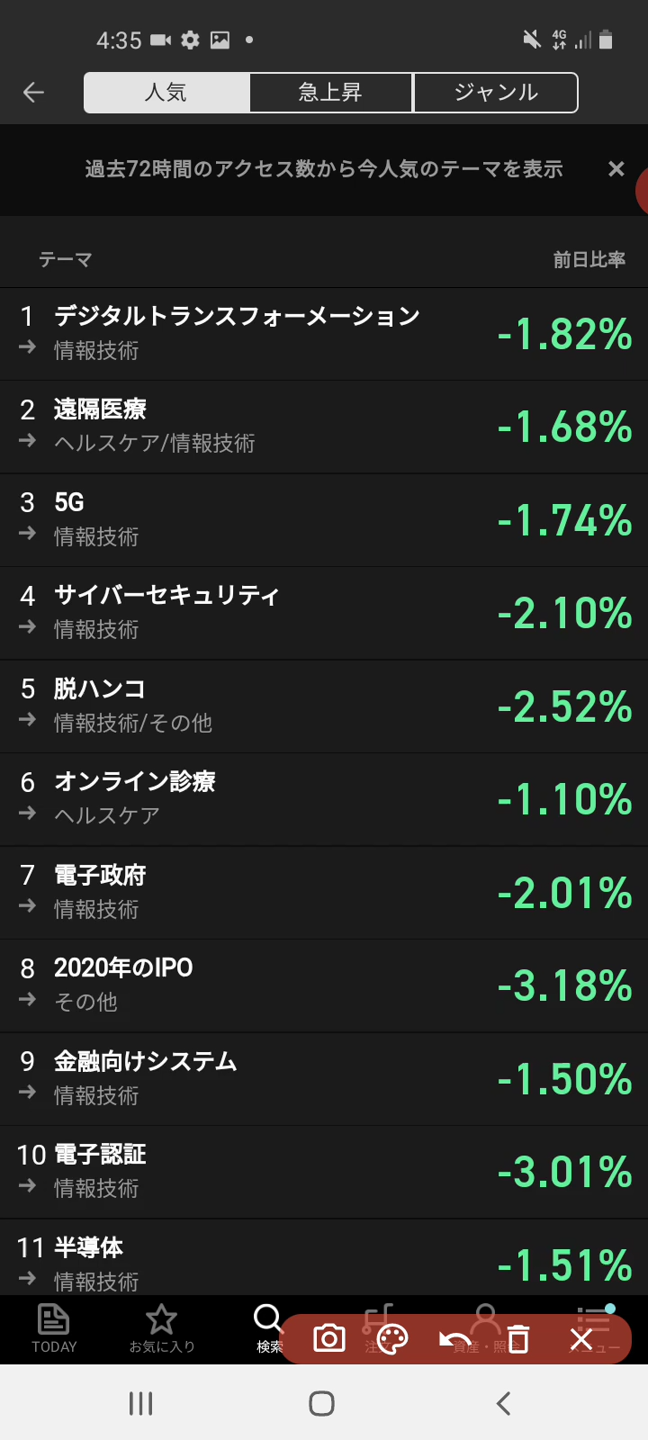 4:35
4G
人気 急上昇 ジャンル
過去72時間のアクセス数から今人気のテーマを表示
テーマ 前日比率
1 デジタルトランスフォーメーション -1.82%
情報技術
2 遠隔医療 -1.68%
ヘルスケア/情報技術
3 5G -1.74%
情報技術
4 サイバーセキュリティ -2.10%
情報技術
5 脱ハンコ -2.52%
情報技術/その他
6 オンライン診療 -1.10%
ヘルスケア
7 電子政府 -2.01%
情報技術
8 2020年のIPO -3.18%
その他
9 金融向けシステム -1.50%
情報技術
10 電子認証 -3.01%
情報技術
11 半導体 -1.51%
情報技術
TODAY お気に入り 検索